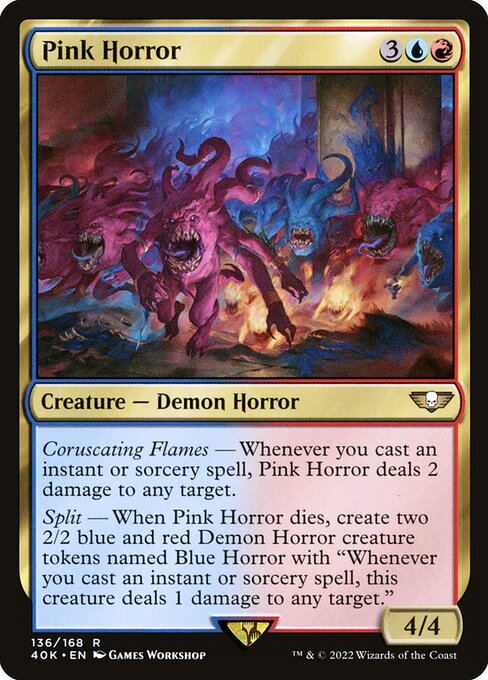 Pink Horror 3
Creature — Demon Horror
Coruscating Flames — Whenever you cast an
instant or sorcery spell, Pink Horror deals 2
damage to any target.
Split — When Pink Horror dies, create two
2/2 blue and red Demon Horror creature
tokens named Blue Horror with “Whenever
you cast an instant or sorcery spell, this
creature deals 1 damage to any target.”
4/4
136/168 R
40K • EN Games Workshop ™ & © 2022 Wizards of the Coast